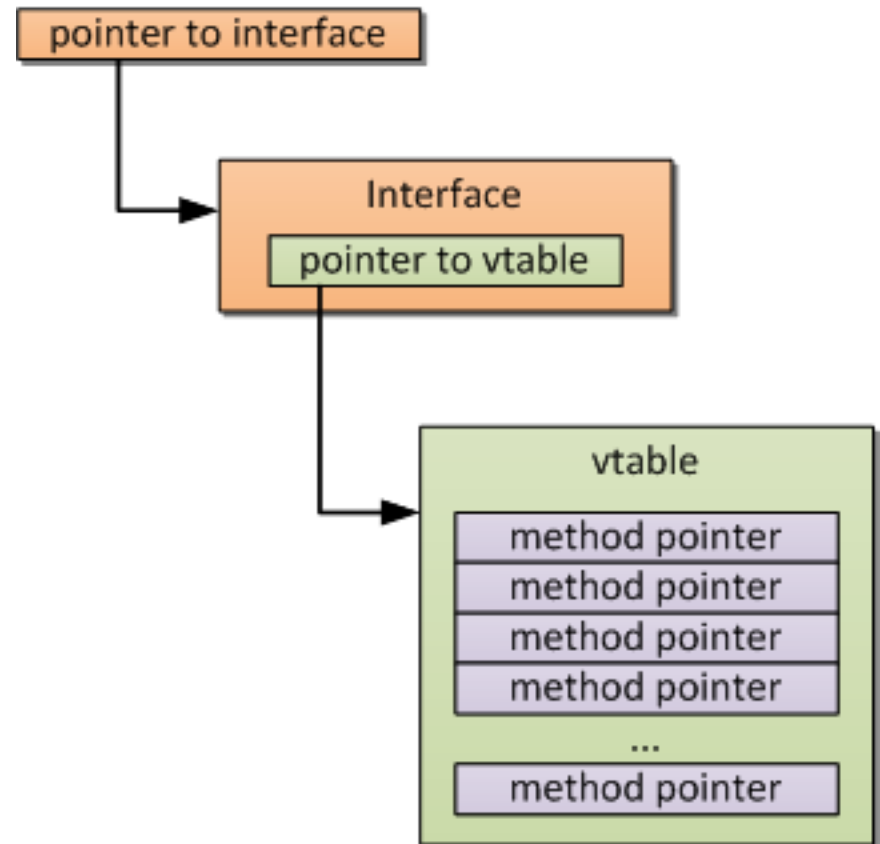 pointer to interface
Interface
pointer to vtable
vtable
method pointer
method pointer
method pointer
method pointer
...
method pointer